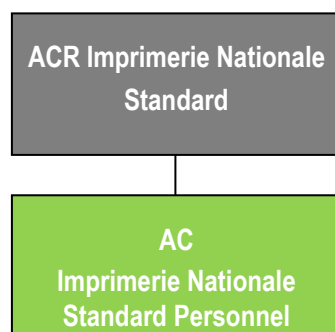 ACR Imprimerie Nationale
Standard
AC
Imprimerie Nationale
Standard Personnel